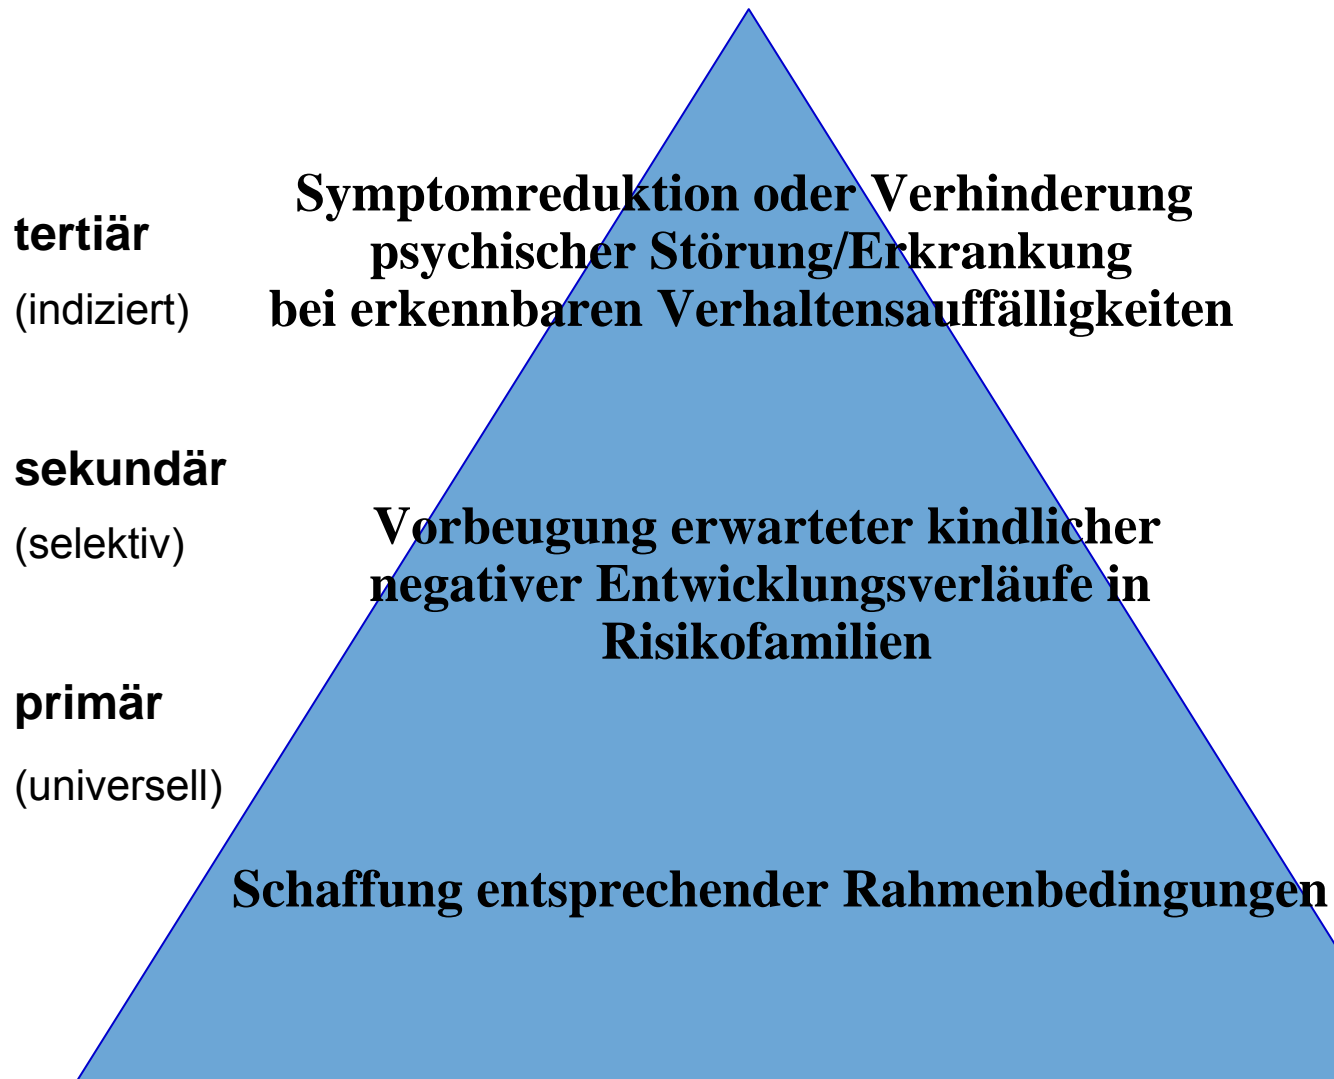 tertiär
(indiziert)
Symptomreduktion oder Verhinderung
psychischer Störung/Erkrankung
bei erkennbaren Verhaltensauffälligkeiten
sekundär
(selektiv)
Vorbeugung erwarteter kindlicher
negativer Entwicklungsverläufe in
Risikofamilien
primär
(universell)
Schaffung entsprechender Rahmenbedingungen